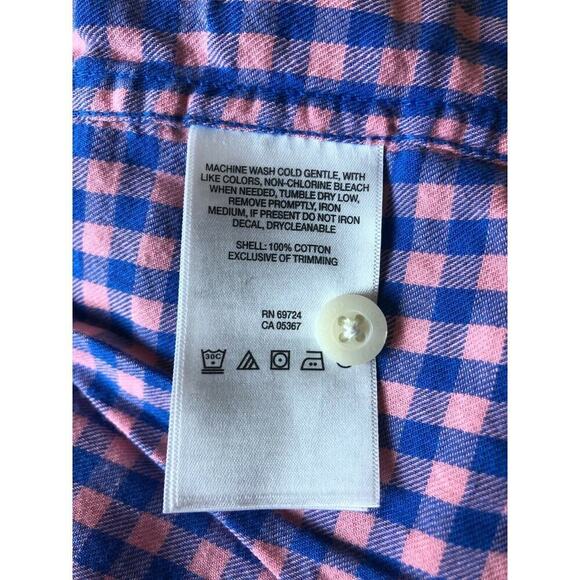 MACHINE WASH COLD GENTLE, WITH
LIKE COLORS, NON-CHLORINE BLEACH
WHEN NEEDED, TUMBLE DRY LOW,
REMOVE PROMPTLY, IRON
MEDIUM, IF PRESENT DO NOT IRON
DECAL, DRYCLEANABLE
SHELL: 100% COTTON
EXCLUSIVE OF TRIMMING
RN 69724
CA 05367
30C